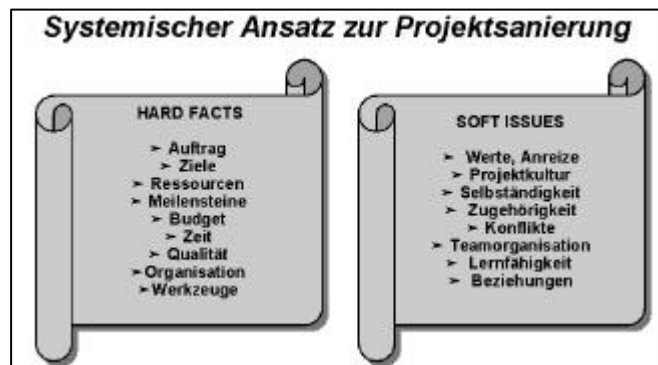 Systemischer Ansatz zur Projektsanierung
HARD FACTS
➢ Auftrag
➢ Ziele
➢ Ressourcen
➢ Meilensteine
➢ Budget
➢ Zeit
➢ Qualität
➢ Organisation
➢ Werkzeuge
SOFT ISSUES
➢ Werte, Anreize
➢ Projektkultur
➢ Selbständigkeit
➢ Zugehörigkeit
➢ Konflikte
➢ Teamorganisation
➢ Lernfähigkeit
➢ Beziehungen